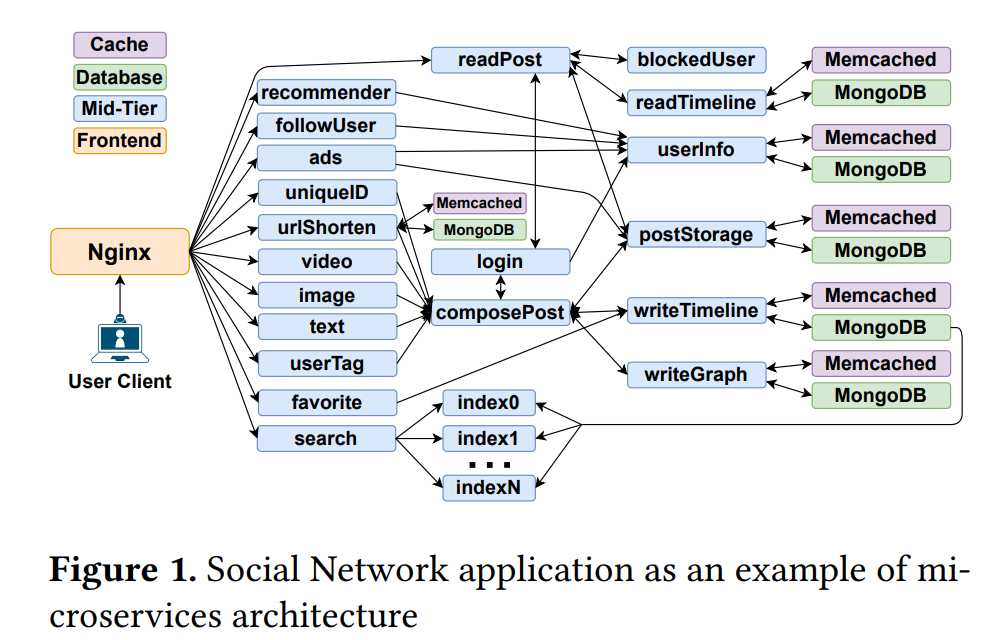 Cache
Database
Mid-Tier
Frontend
Nginx
User Client
recommender
followUser
ads
uniqueID
urlShorten
video
image
text
userTag
favorite
search
readPost
Memcached
MongoDB
login
composePost
index0
index1
...
indexN
blockedUser
readTimeline
userInfo
postStorage
writeTimeline
writeGraph
Memcached
MongoDB
Memcached
MongoDB
Memcached
MongoDB
Memcached
MongoDB
Memcached
MongoDB
Figure 1. Social Network application as an example of mi-
croservices architecture